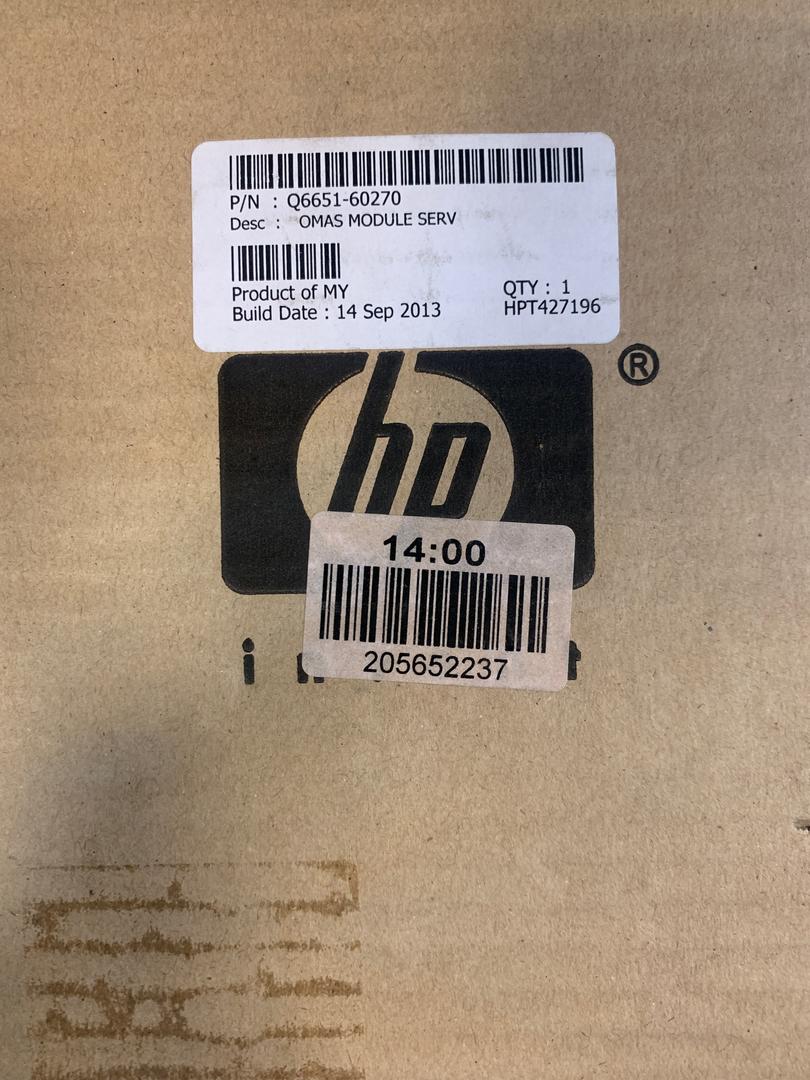 P/N : Q6651-60270
Desc : OMAS MODULE SERV
Product of MY QTY : 1
Build Date : 14 Sep 2013 HPT427196
®
hp
14:00
205652237